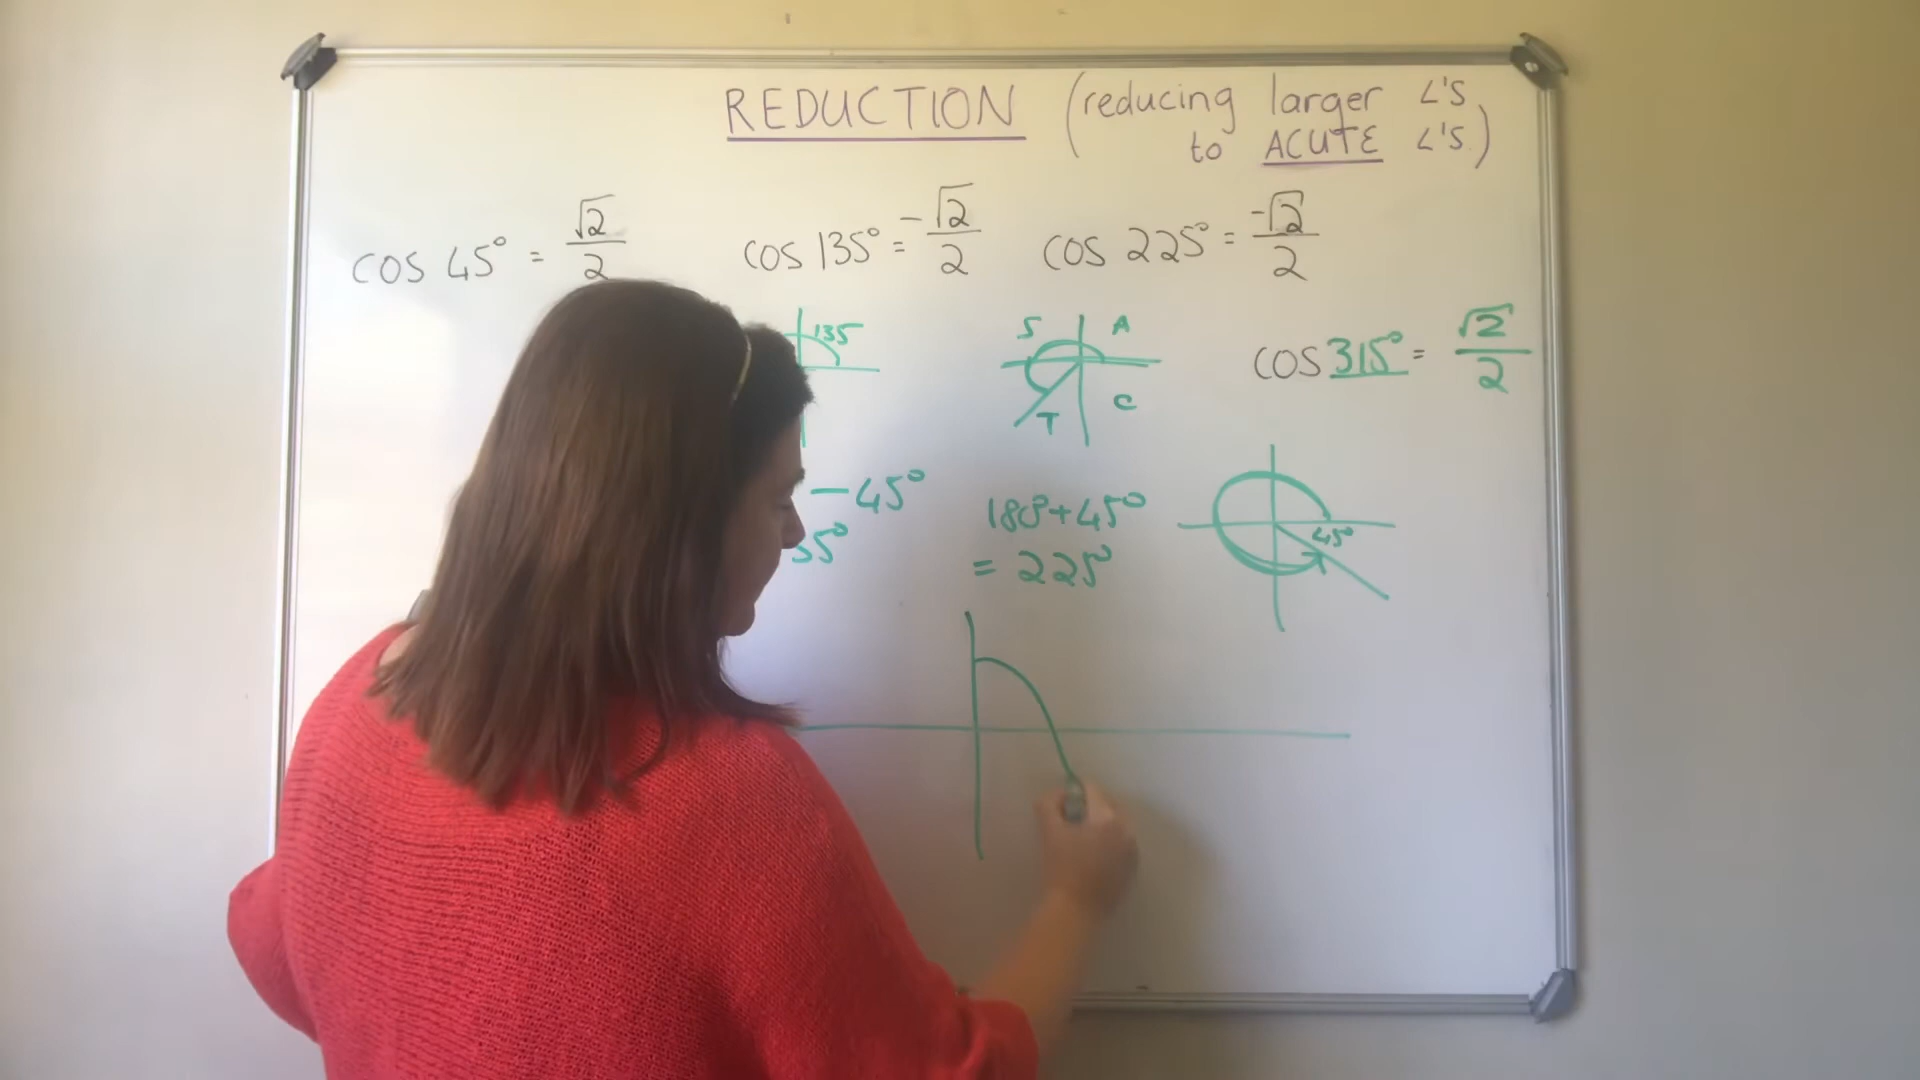 REDUCTION (reducing larger ∠'S
to ACUTE ∠'S)
cos 45° = √2/2
cos 135° = -√2/2
cos 225° = -√2/2
135
S A
T C
cos 315° = √2/2
-45°
180°+45°
= 225°
5°
45°